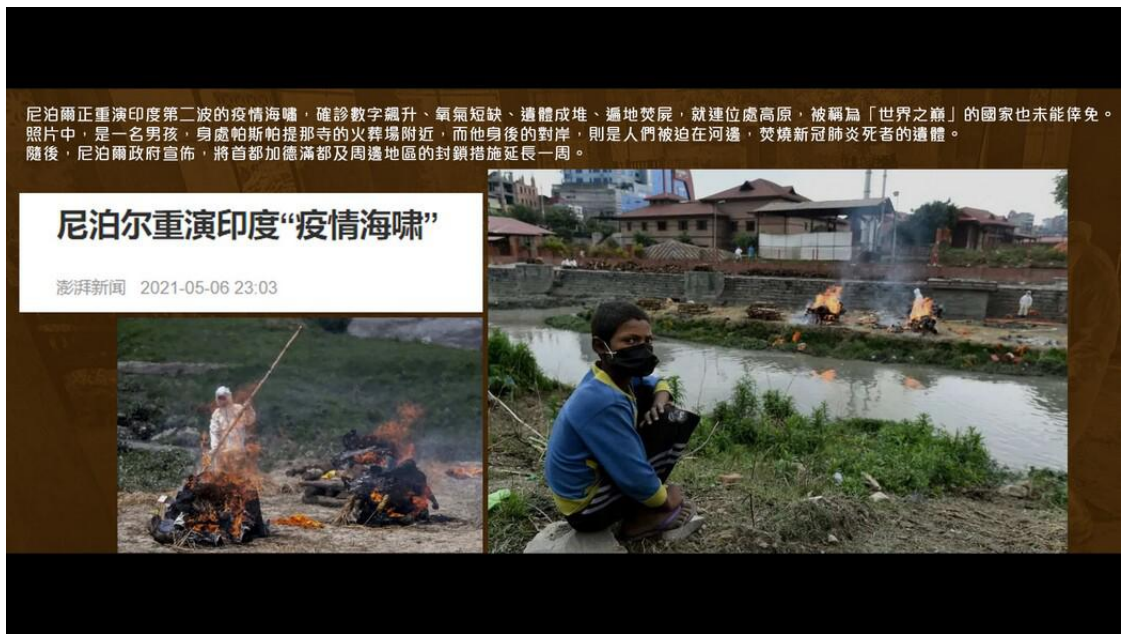 尼泊爾正重演印度第二波的疫情海嘯，確診數字飆升、氧氣短缺、遺體成堆、遍地焚屍，就連位處高原，被稱為「世界之巔」的國家也未能倖免。
照片中，是一名男孩，身處帕斯帕提那寺的火葬場附近，而他身後的對岸，則是人們被迫在河邊，焚燒新冠肺炎死者的遺體。
隨後，尼泊爾政府宣佈，將首都加德滿都及周邊地區的封鎖措施延長一周。
尼泊尔重演印度“疫情海啸”
澎湃新闻 2021-05-06 23:03